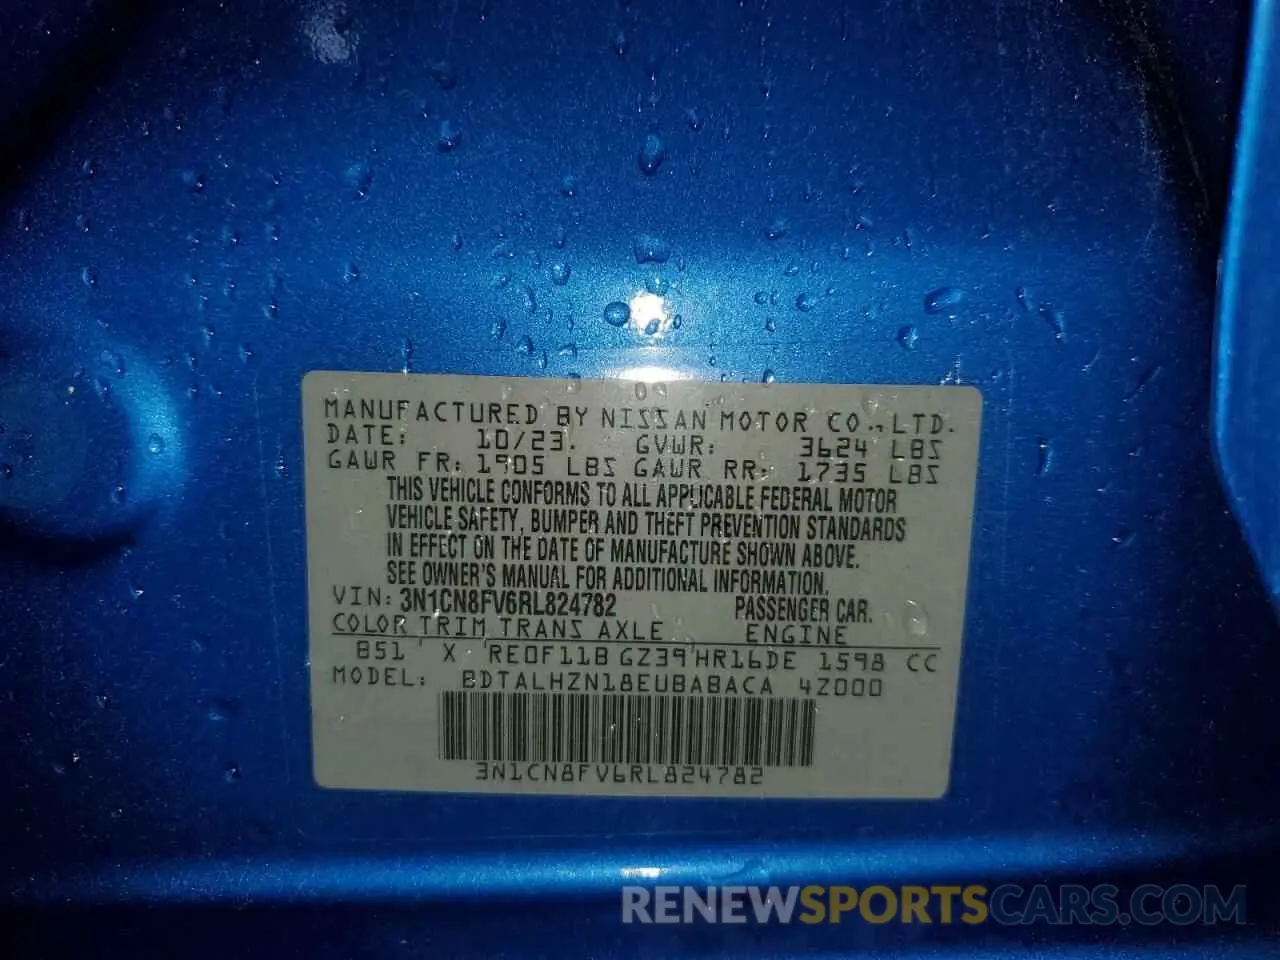 MANUFACTURED BY NISSAN MOTOR CO., LTD.
DATE: 10/23. GVWR: 3624 LBS
GAWR FR: 1905 LBS GAWR RR: 1735 LBS
THIS VEHICLE CONFORMS TO ALL APPLICABLE FEDERAL MOTOR
VEHICLE SAFETY, BUMPER AND THEFT PREVENTION STANDARDS
IN EFFECT ON THE DATE OF MANUFACTURE SHOWN ABOVE.
SEE OWNER'S MANUAL FOR ADDITIONAL INFORMATION.
VIN: 3N1CN8FV6RL824782 PASSENGER CAR.
COLOR TRIM TRANS AXLE ENGINE
B51 X RE0F11B GZ39 HR16DE 1598 CC
MODEL: BDTALHZN18EUBABACA 4Z000
3N1CN8FV6RL824782
RENEWSPORTSCARS.COM